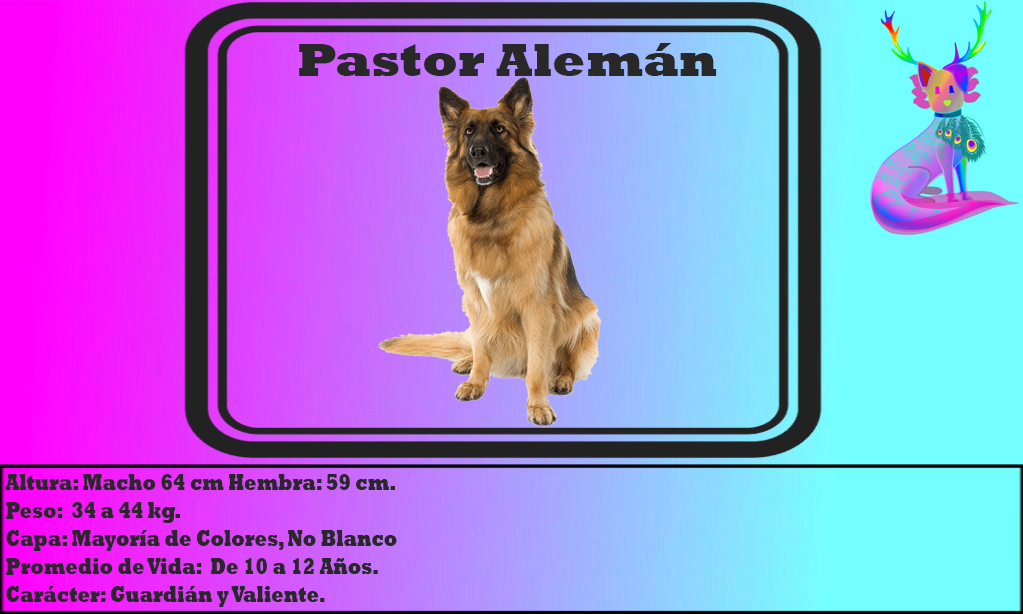 Pastor Alemán
Altura: Macho 64 cm Hembra: 59 cm.
Peso:  34 a 44 kg.
Capa: Mayoría de Colores, No Blanco
Promedio de Vida:  De 10 a 12 Años.
Carácter: Guardián y Valiente.